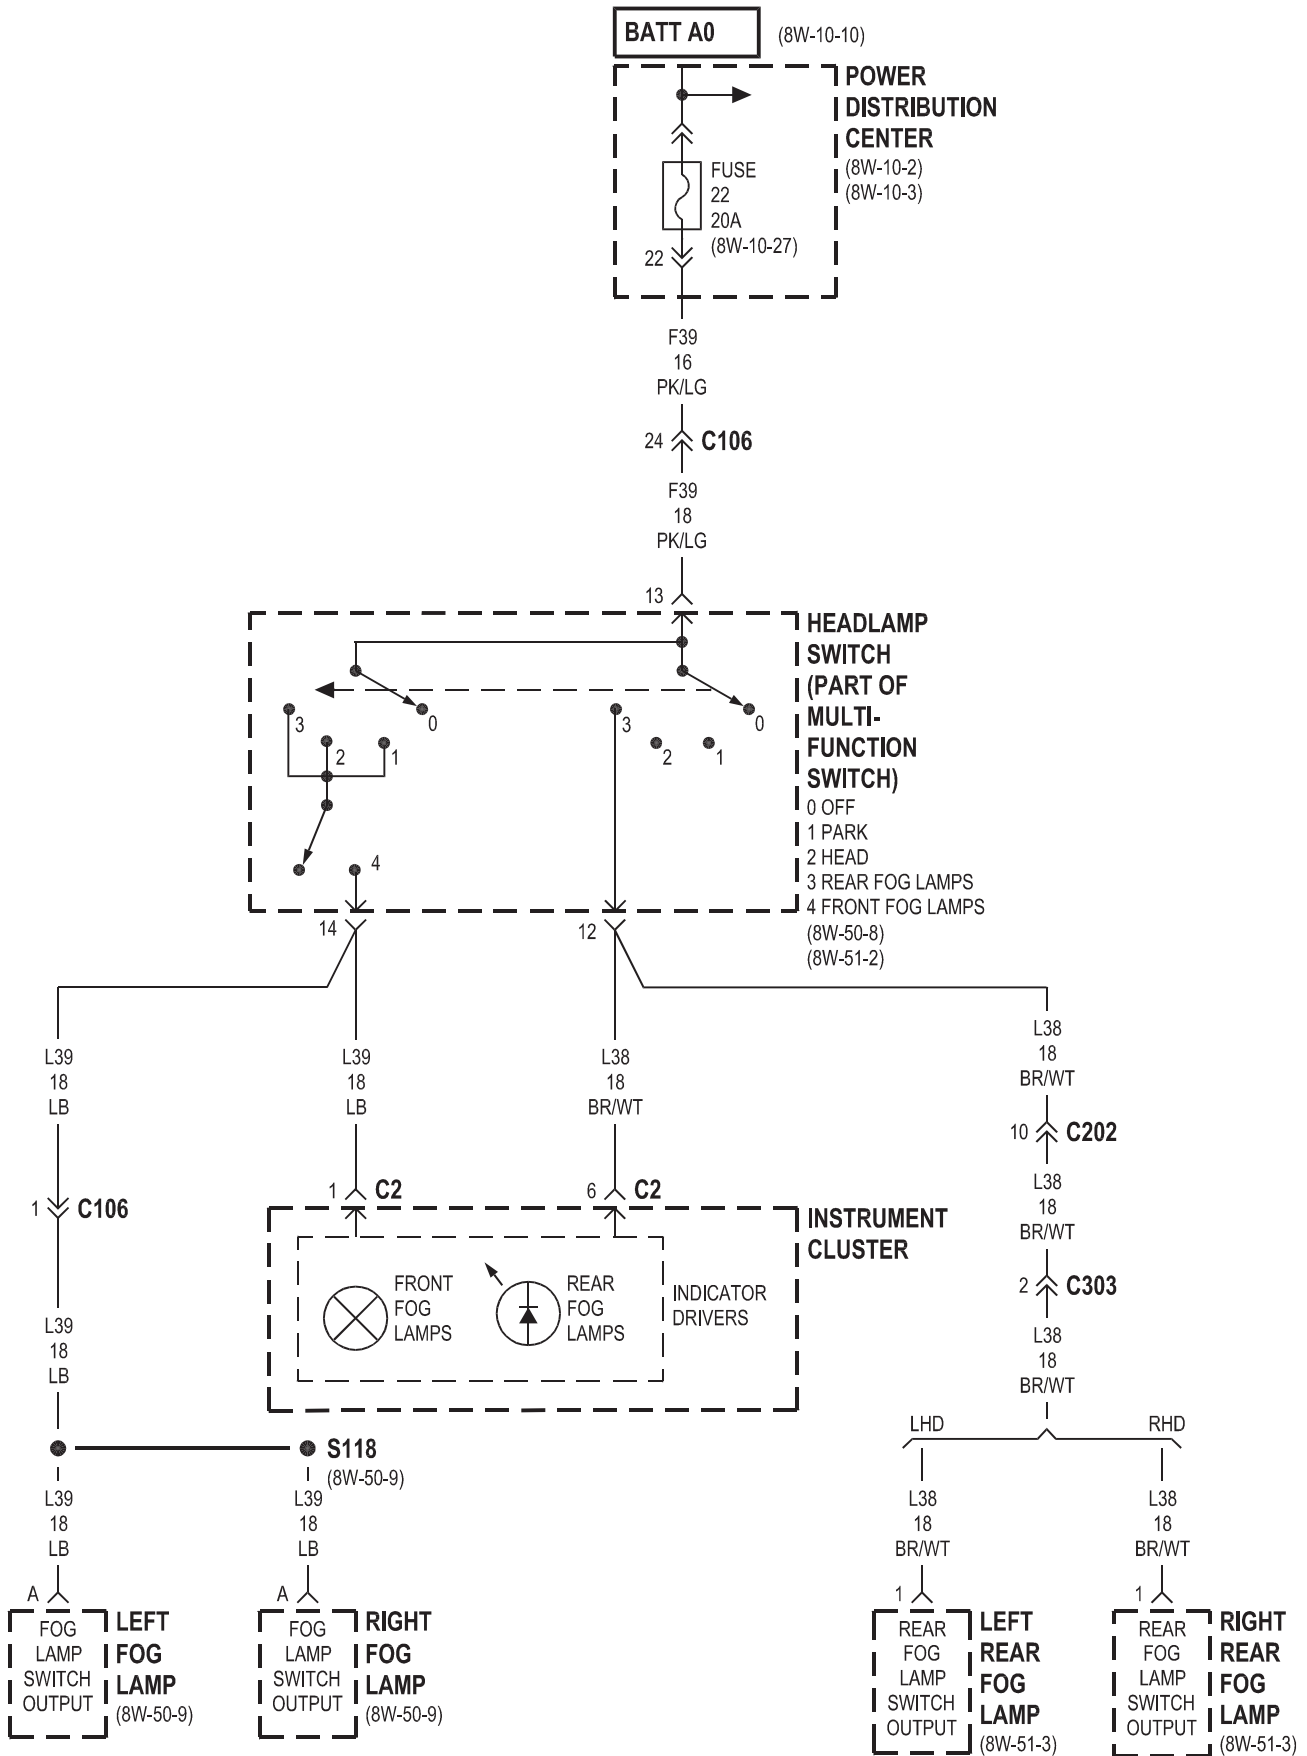 BATT A0
(8W-10-10)
POWER
DISTRIBUTION
CENTER
(8W-10-2)
(8W-10-3)
FUSE
22
20A
(8W-10-27)
22
F39
16
PK/LG
24
C106
F39
18
PK/LG
13
HEADLAMP
SWITCH
(PART OF
MULTI-
FUNCTION
SWITCH)
0 OFF
1 PARK
2 HEAD
3 REAR FOG LAMPS
4 FRONT FOG LAMPS
(8W-50-8)
(8W-51-2)
3
2
1
0
4
3
2
1
0
14
12
L39
18
LB
L39
18
LB
L38
18
BR/WT
L38
18
BR/WT
10
C202
L38
18
BR/WT
2
C303
L38
18
BR/WT
1
C106
1
C2
6
C2
INSTRUMENT
CLUSTER
FRONT
FOG
LAMPS
REAR
FOG
LAMPS
INDICATOR
DRIVERS
L39
18
LB
S118
(8W-50-9)
L39
18
LB
L39
18
LB
LHD
RHD
L38
18
BR/WT
L38
18
BR/WT
A
FOG
LAMP
SWITCH
OUTPUT
LEFT
FOG
LAMP
(8W-50-9)
A
FOG
LAMP
SWITCH
OUTPUT
RIGHT
FOG
LAMP
(8W-50-9)
1
REAR
FOG
LAMP
SWITCH
OUTPUT
LEFT
REAR
FOG
LAMP
(8W-51-3)
1
REAR
FOG
LAMP
SWITCH
OUTPUT
RIGHT
REAR
FOG
LAMP
(8W-51-3)